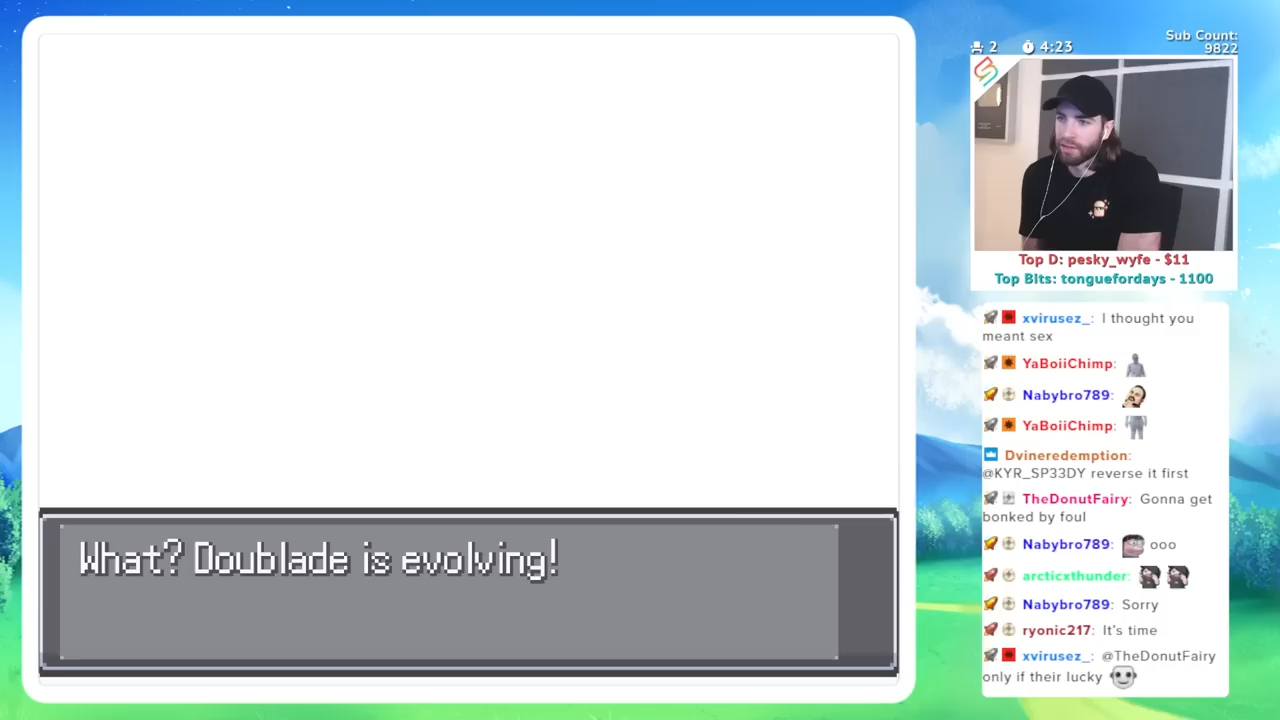 2
4:23
Sub Count:
9822
What? Doublade is evolving!
Top D: pesky_wyfe - $11
Top Bits: tonguefordays - 1100
xvirusez_: I thought you
meant sex
YaBoiiChimp:
Nabybro789:
YaBoiiChimp:
Dvineredemption:
@KYR_SP33DY reverse it first
TheDonutFairy: Gonna get
bonked by foul
Nabybro789: ooo
arcticxthunder:
Nabybro789: Sorry
ryonic217: It's time
xvirusez_: @TheDonutFairy
only if their lucky